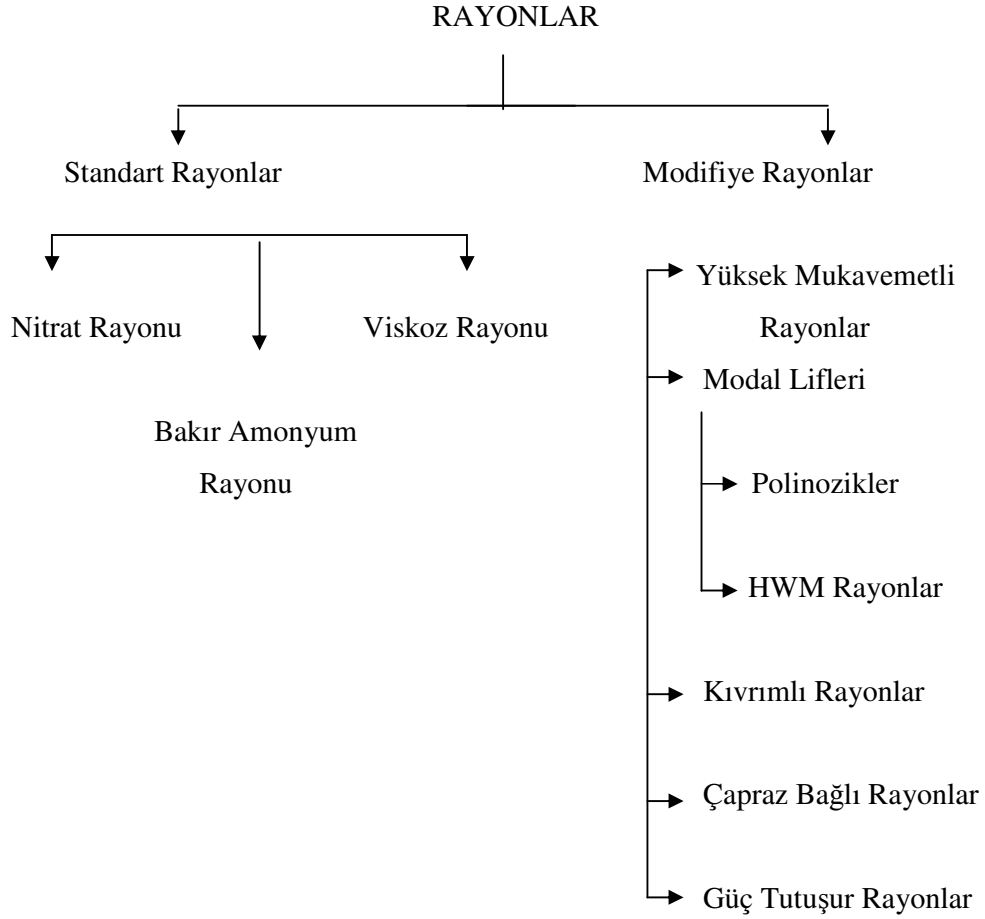 RAYONLAR
Standart Rayonlar
Modifiye Rayonlar
Nitrat Rayonu
Viskoz Rayonu
Bakır Amonyum
Rayonu
Yüksek Mukavemetli
Rayonlar
Modal Lifleri
Polinozikler
HWM Rayonlar
Kıvrımlı Rayonlar
Çapraz Bağlı Rayonlar
Güç Tutuşur Rayonlar